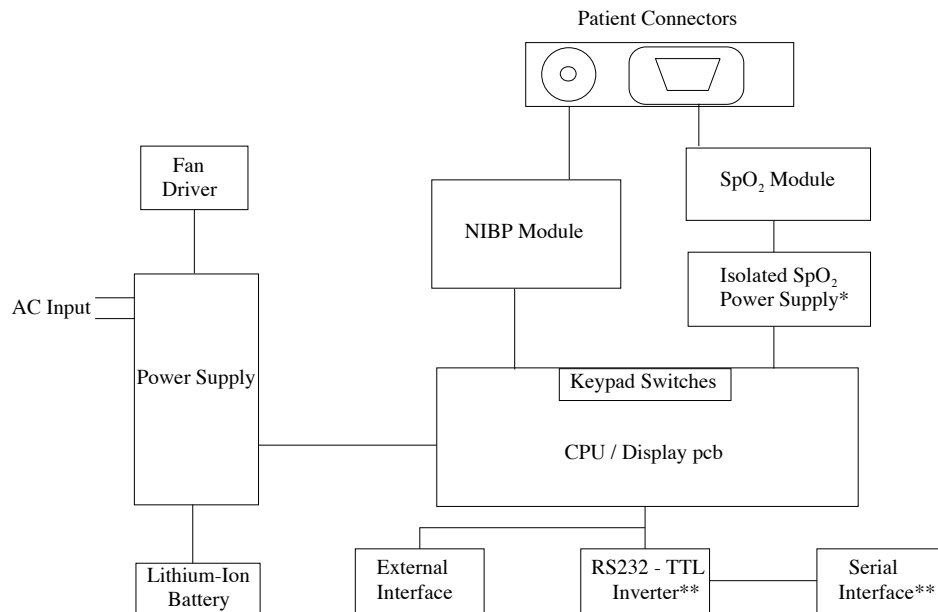 Patient Connectors
Fan
Driver
SpO₂ Module
NIBP Module
Isolated SpO₂
Power Supply*
AC Input
Power Supply
Keypad Switches
CPU / Display pcb
Lithium-Ion
Battery
External
Interface
RS232 - TTL
Inverter**
Serial
Interface**